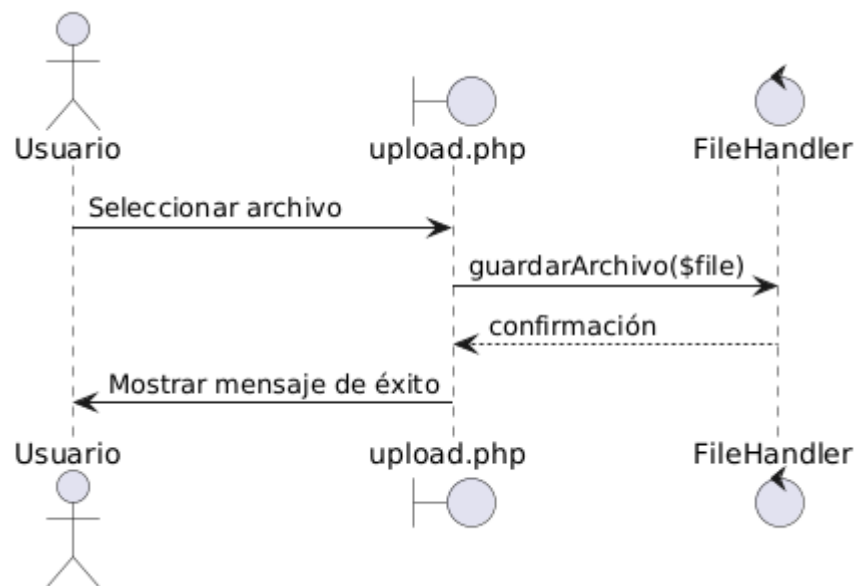 Usuario
upload.php
FileHandler
Seleccionar archivo
guardarArchivo($file)
confirmación
Mostrar mensaje de éxito
Usuario
upload.php
FileHandler